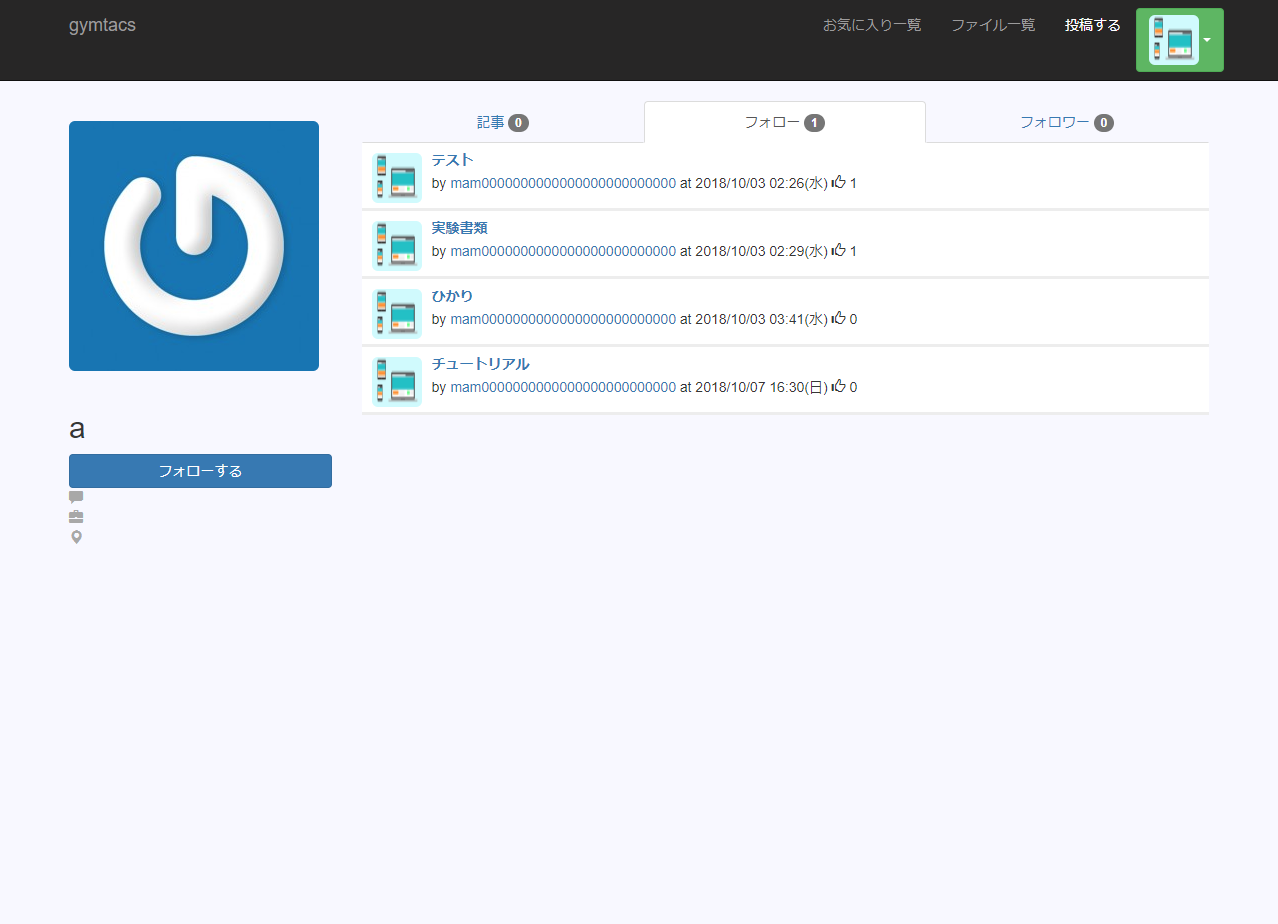 gymtacs
お気に入り一覧 ファイル一覧 投稿する
記事 0 フォロー 1 フォロワー 0
テスト
by mam0000000000000000000000000 at 2018/10/03 02:26(水) 1
実験書類
by mam0000000000000000000000000 at 2018/10/03 02:29(水) 1
ひかり
by mam0000000000000000000000000 at 2018/10/03 03:41(水) 0
チュートリアル
by mam0000000000000000000000000 at 2018/10/07 16:30(日) 0
a
フォローする